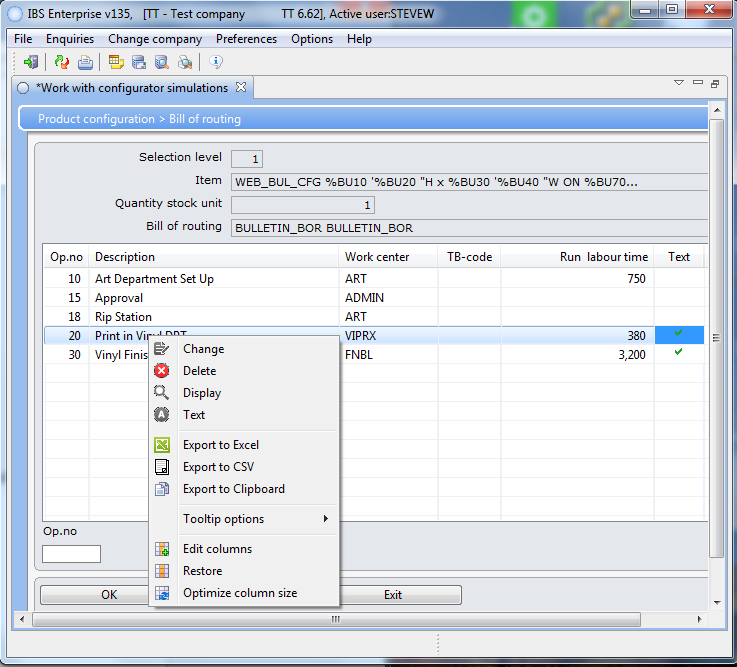 IBS Enterprise v135, [TT - Test company TT 6.62], Active user:STEVEW
File Enquiries Change company Preferences Options Help
*Work with configurator simulations
Product configuration > Bill of routing
Selection level 1
Item WEB_BUL_CFG %BU10 '%BU20 "H x %BU30 '%BU40 "W ON %BU70...
Quantity stock unit 1
Bill of routing BULLETIN_BOR BULLETIN_BOR
Op.no Description Work center TB-code Run labour time Text
10 Art Department Set Up ART 750
15 Approval ADMIN
18 Rip Station ART
20 Print in Vinyl VIPRX 380
30 Vinyl Finis FNBL 3,200
Change
Delete
Display
Text
Export to Excel
Export to CSV
Export to Clipboard
Tooltip options
Edit columns
Restore
Optimize column size
Op.no
OK Exit